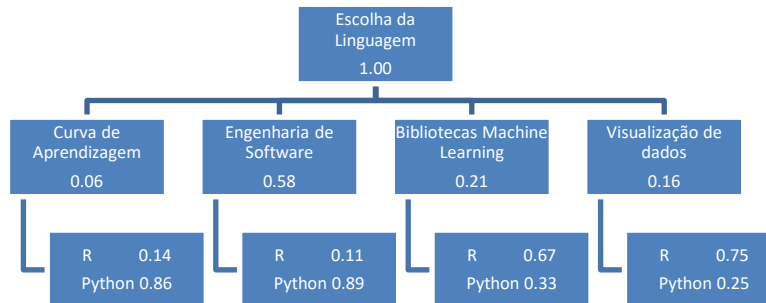 Escolha da
Linguagem
1.00
Curva de
Aprendizagem
0.06
Engenharia de
Software
0.58
Bibliotecas Machine
Learning
0.21
Visualização de
dados
0.16
R 0.14
Python 0.86
R 0.11
Python 0.89
R 0.67
Python 0.33
R 0.75
Python 0.25